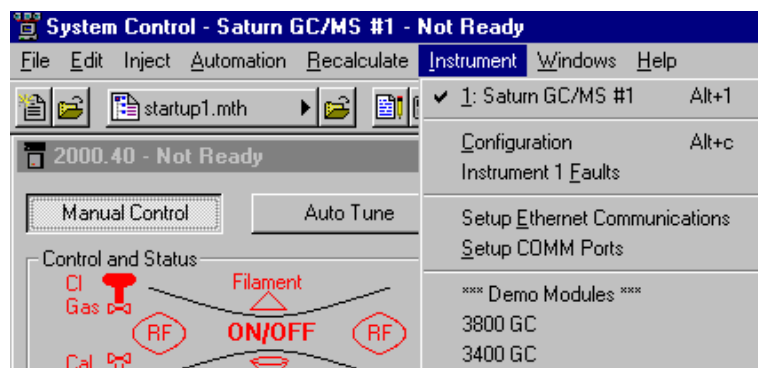 System Control - Saturn GC/MS #1 - Not Ready
File Edit Inject Automation Recalculate Instrument Windows Help
startup1.mth
✔ 1: Saturn GC/MS #1 Alt+1
Configuration Alt+c
Instrument 1 Faults
Setup Ethernet Communications
Setup COMM Ports
*** Demo Modules ***
3800 GC
3400 GC
2000.40 - Not Ready
Manual Control Auto Tune
Control and Status
CI
Gas
Filament
RF
ON/OFF
RF
Cal